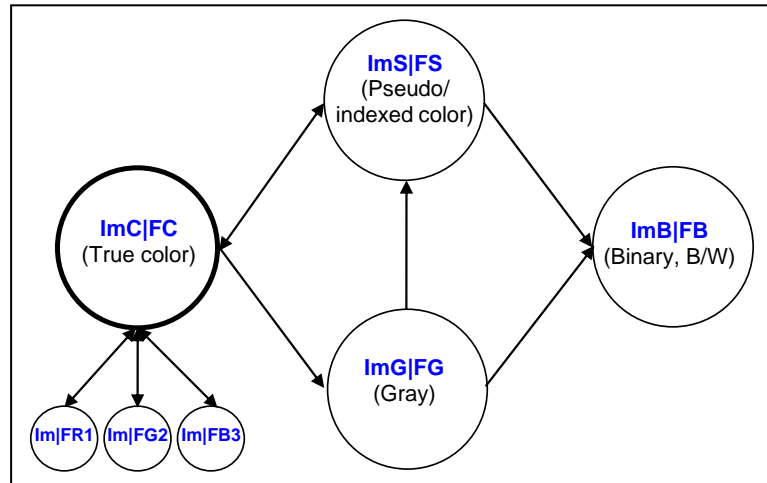 ImS|FS
(Pseudo/
indexed color)
ImC|FC
(True color)
ImB|FB
(Binary, B/W)
ImG|FG
(Gray)
Im|FR1
Im|FG2
Im|FB3